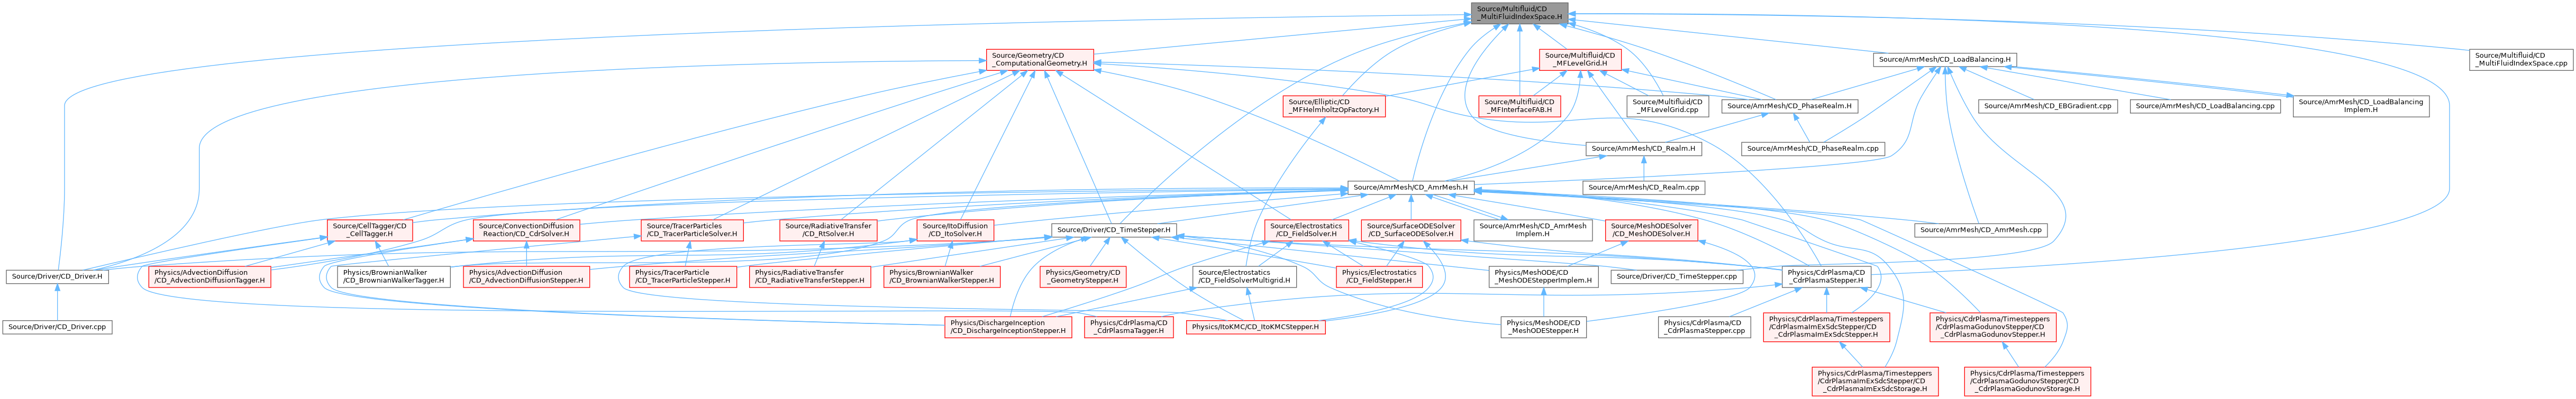 Source/Multifluid/CD
_MultiFluidIndexSpace.H
Source/Geometry/CD
_ComputationalGeometry.H
Source/Multifluid/CD
_MFLevelGrid.H
Source/AmrMesh/CD_LoadBalancing.H
Source/Multifluid/CD
_MultiFluidIndexSpace.cpp
Source/Elliptic/CD
_MFHelmholtzOpFactory.H
Source/Multifluid/CD
_MFInterfaceFAB.H
Source/Multifluid/CD
_MFLevelGrid.cpp
Source/AmrMesh/CD_PhaseRealm.H
Source/AmrMesh/CD_EBGradient.cpp
Source/AmrMesh/CD_LoadBalancing.cpp
Source/AmrMesh/CD_LoadBalancing
Implem.H
Source/AmrMesh/CD_Realm.H
Source/AmrMesh/CD_PhaseRealm.cpp
Source/AmrMesh/CD_AmrMesh.H
Source/AmrMesh/CD_Realm.cpp
Source/CellTagger/CD
_CellTagger.H
Source/ConvectionDiffusion
Reaction/CD_CdrSolver.H
Source/TracerParticles
/CD_TracerParticleSolver.H
Source/RadiativeTransfer
/CD_RtSolver.H
Source/ItoDiffusion
/CD_ItoSolver.H
Source/Driver/CD_TimeStepper.H
Source/Electrostatics
/CD_FieldSolver.H
Source/SurfaceODESolver
/CD_SurfaceODESolver.H
Source/AmrMesh/CD_AmrMesh
Implem.H
Source/MeshODESolver
/CD_MeshODESolver.H
Source/AmrMesh/CD_AmrMesh.cpp
Source/Driver/CD_Driver.H
Physics/AdvectionDiffusion
/CD_AdvectionDiffusionTagger.H
Physics/BrownianWalker
/CD_BrownianWalkerTagger.H
Physics/AdvectionDiffusion
/CD_AdvectionDiffusionStepper.H
Physics/TracerParticle
/CD_TracerParticleStepper.H
Physics/RadiativeTransfer
/CD_RadiativeTransferStepper.H
Physics/BrownianWalker
/CD_BrownianWalkerStepper.H
Physics/Geometry/CD
_GeometryStepper.H
Source/Electrostatics
/CD_FieldSolverMultigrid.H
Physics/Electrostatics
/CD_FieldStepper.H
Physics/MeshODE/CD
_MeshODEStepperImplem.H
Source/Driver/CD_TimeStepper.cpp
Physics/CdrPlasma/CD
_CdrPlasmaStepper.H
Source/Driver/CD_Driver.cpp
Physics/DischargeInception
/CD_DischargeInceptionStepper.H
Physics/CdrPlasma/CD
_CdrPlasmaTagger.H
Physics/ItoKMC/CD_ItoKMCStepper.H
Physics/MeshODE/CD
_MeshODEStepper.H
Physics/CdrPlasma/CD
_CdrPlasmaStepper.cpp
Physics/CdrPlasma/Timesteppers
/CdrPlasmaImExSdcStepper/CD
_CdrPlasmaImExSdcStepper.H
Physics/CdrPlasma/Timesteppers
/CdrPlasmaGodunovStepper/CD
_CdrPlasmaGodunovStepper.H
Physics/CdrPlasma/Timesteppers
/CdrPlasmaImExSdcStepper/CD
_CdrPlasmaImExSdcStorage.H
Physics/CdrPlasma/Timesteppers
/CdrPlasmaGodunovStepper/CD
_CdrPlasmaGodunovStorage.H